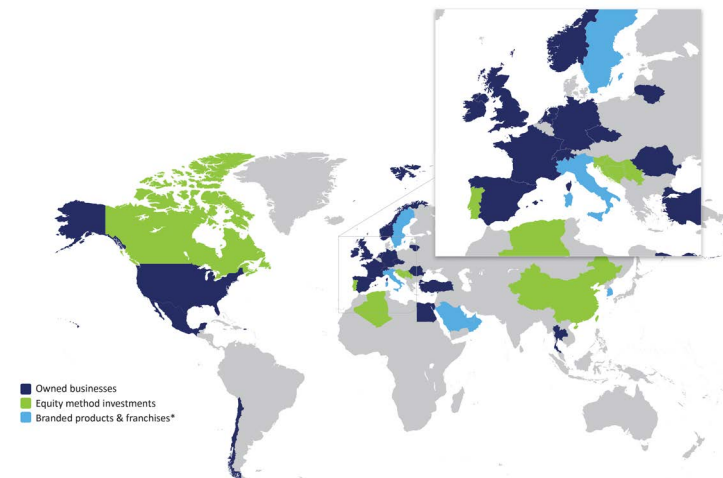 Owned businesses
Equity method investments
Branded products & franchises*